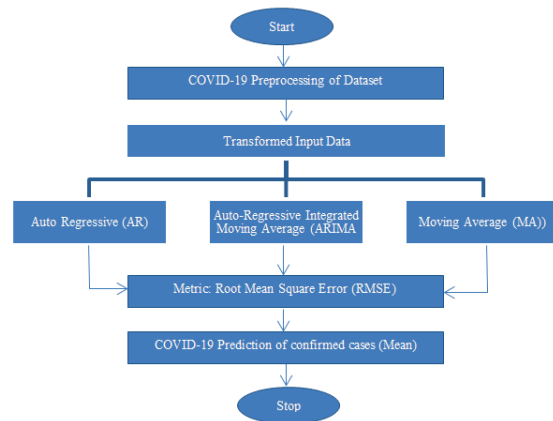 Start
COVID-19 Preprocessing of Dataset
Transformed Input Data
Auto Regressive (AR)
Auto-Regressive Integrated
Moving Average (ARIMA
Moving Average (MA))
Metric: Root Mean Square Error (RMSE)
COVID-19 Prediction of confirmed cases (Mean)
Stop